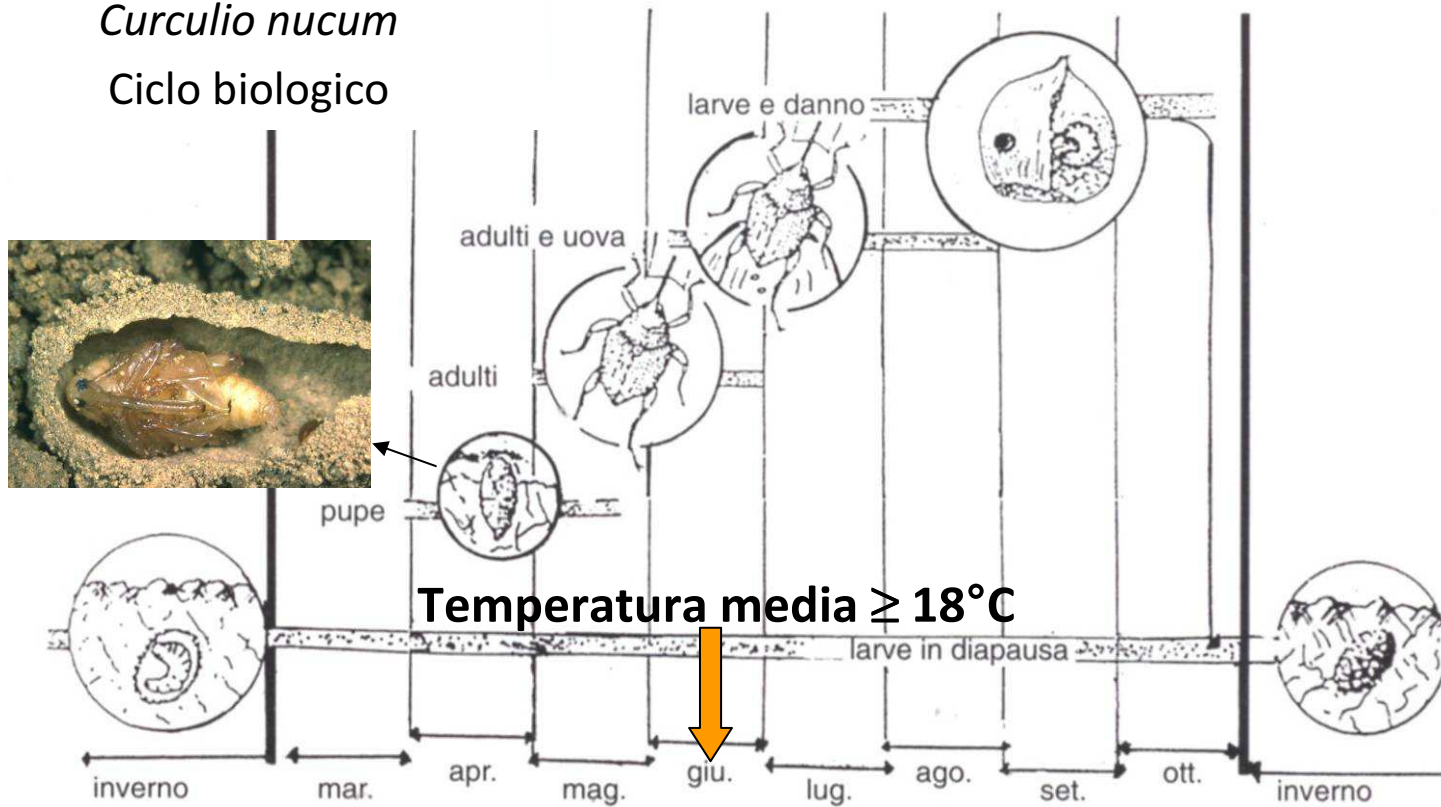 Curculio nucum
Ciclo biologico
larve e danno
adulti e uova
adulti
pupe
Temperatura media ≥ 18°C
larve in diapausa
inverno
mar.
apr.
mag.
giu.
lug.
ago.
set.
ott.
inverno